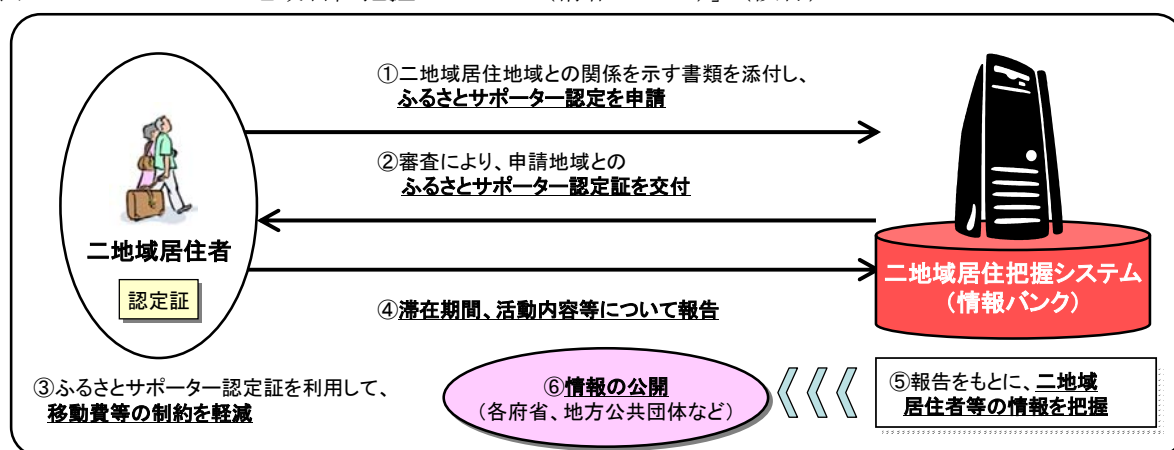 ①二地域居住地域との関係を示す書類を添付し、
ふるさとサポーター認定を申請
②審査により、申請地域との
ふるさとサポーター認定証を交付
二地域居住者
認定証
二地域居住把握システム
（情報バンク）
④滞在期間、活動内容等について報告
③ふるさとサポーター認定証を利用して、
移動費等の制約を軽減
⑤報告をもとに、二地域
居住者等の情報を把握
⑥情報の公開
（各府省、地方公共団体など）